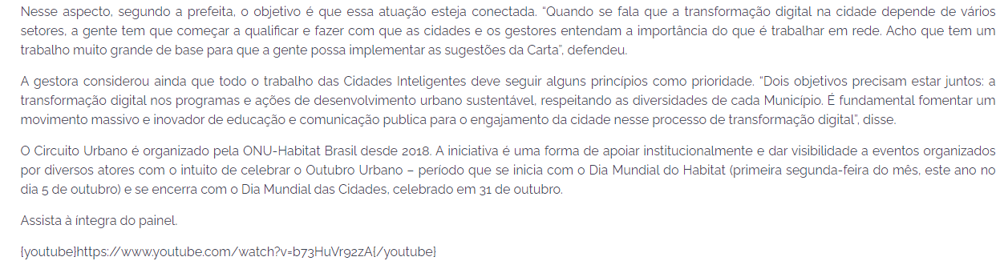 Nesse aspecto, segundo a prefeita, o objetivo é que essa atuação esteja conectada. “Quando se fala que a transformação digital na cidade depende de vários
setores, a gente tem que começar a qualificar e fazer com que as cidades e os gestores entendam a importância do que é trabalhar em rede. Acho que tem um
trabalho muito grande de base para que a gente possa implementar as sugestões da Carta”, defendeu.
A gestora considerou ainda que todo o trabalho das Cidades Inteligentes deve seguir alguns princípios como prioridade. “Dois objetivos precisam estar juntos: a
transformação digital nos programas e ações de desenvolvimento urbano sustentável, respeitando as diversidades de cada Município. É fundamental fomentar um
movimento massivo e inovador de educação e comunicação publica para o engajamento da cidade nesse processo de transformação digital”, disse.
O Circuito Urbano é organizado pela ONU-Habitat Brasil desde 2018. A iniciativa é uma forma de apoiar institucionalmente e dar visibilidade a eventos organizados
por diversos atores com o intuito de celebrar o Outubro Urbano – período que se inicia com o Dia Mundial do Habitat (primeira segunda-feira do mês, este ano no
dia 5 de outubro) e se encerra com o Dia Mundial das Cidades, celebrado em 31 de outubro.
Assista à íntegra do painel.
{youtube}https://www.youtube.com/watch?v=b73HuVr92zA{/youtube}